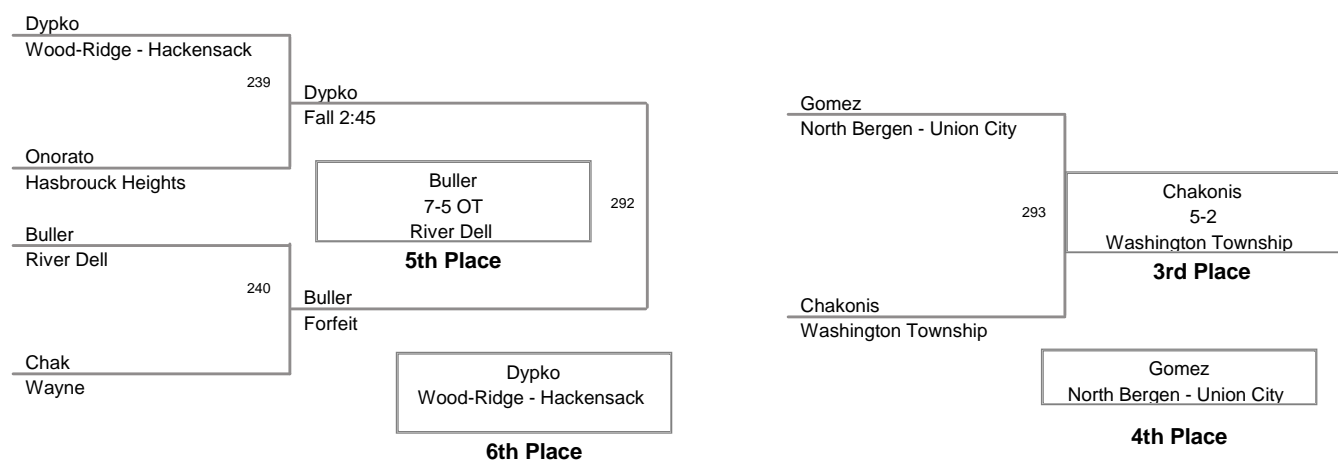 Dypko
Wood-Ridge - Hackensack
239
Dypko
Fall 2:45
Onorato
Hasbrouck Heights
Buller
7-5 OT
River Dell
5th Place
292
Buller
River Dell
240
Buller
Forfeit
Chak
Wayne
Dypko
Wood-Ridge - Hackensack
6th Place
Gomez
North Bergen - Union City
293
Chakonis
5-2
Washington Township
3rd Place
Chakonis
Washington Township
Gomez
North Bergen - Union City
4th Place